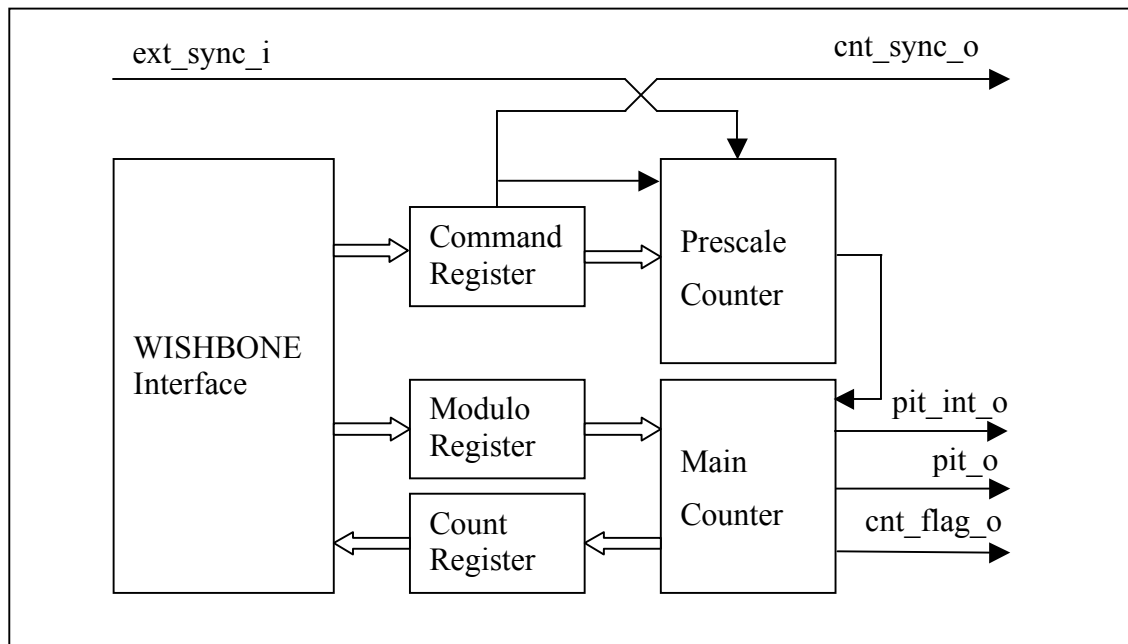 ext_sync_i
cnt_sync_o
WISHBONE
Interface
Command
Register
Prescale
Counter
Modulo
Register
Count
Register
Main
Counter
pit_int_o
pit_o
cnt_flag_o